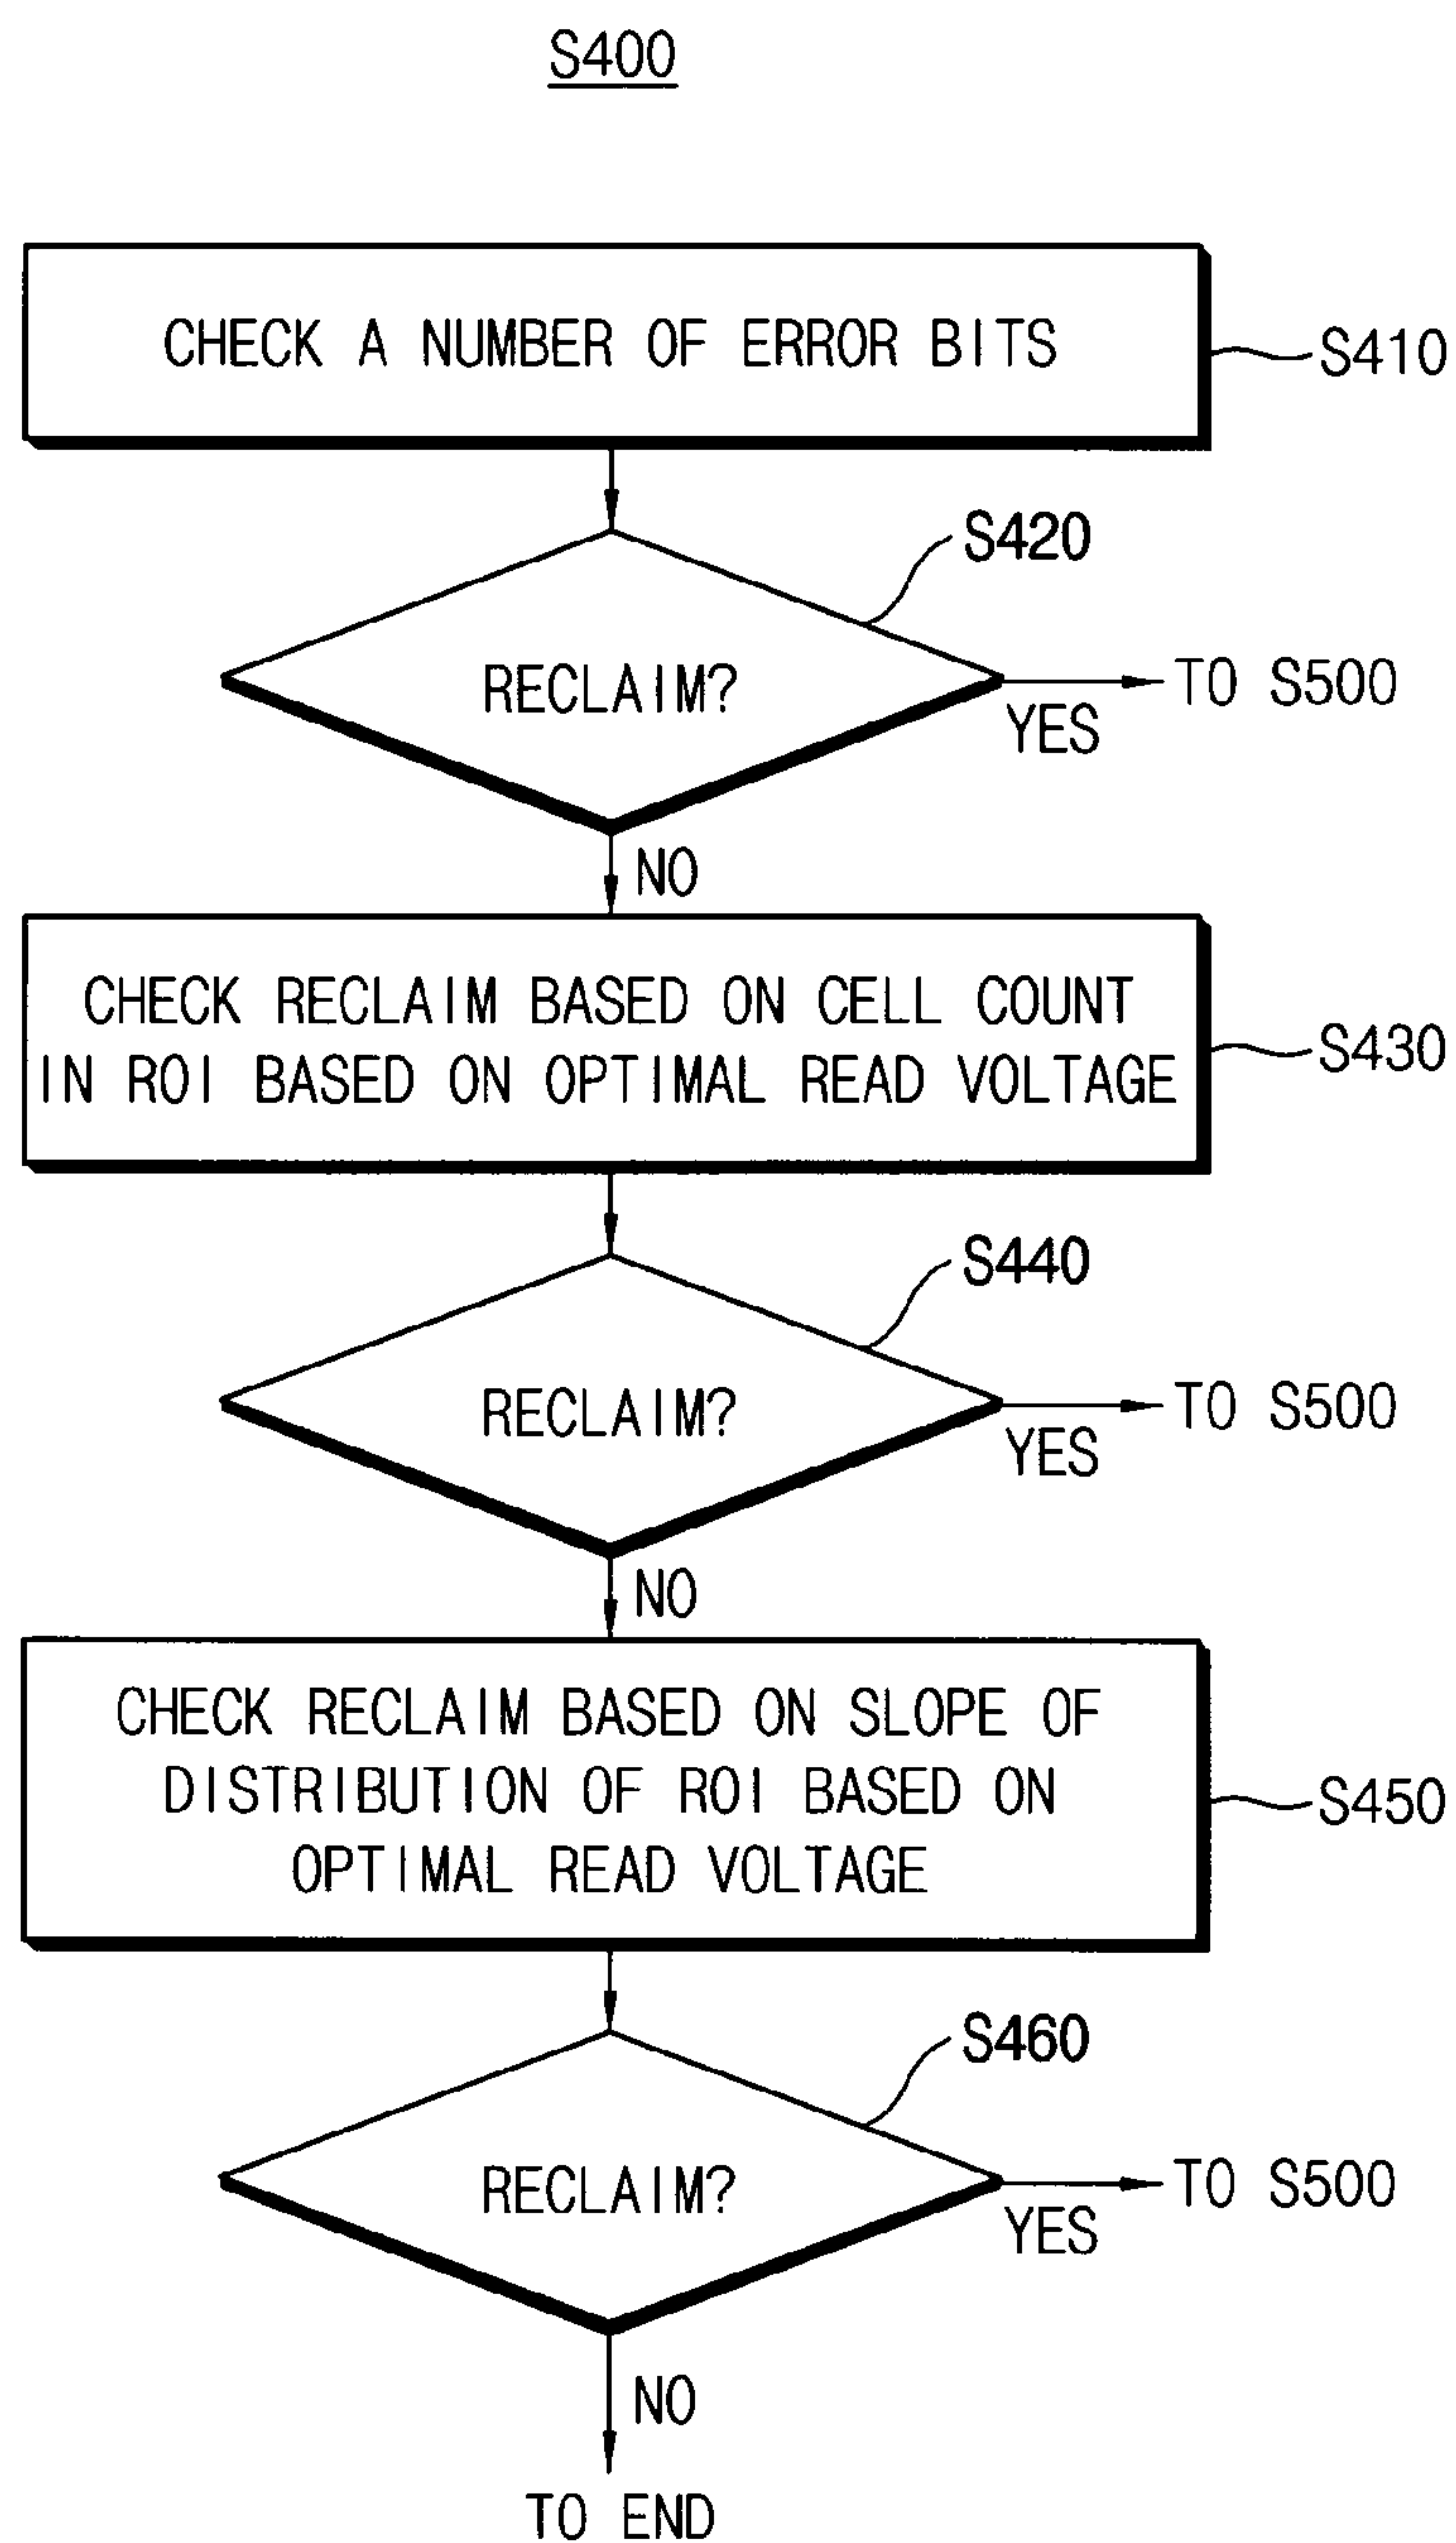 S400
CHECK A NUMBER OF ERROR BITS
S410
S420
RECLAIM?
TO S500
YES
NO
CHECK RECLAIM BASED ON CELL COUNT
IN ROI BASED ON OPTIMAL READ VOLTAGE
S430
S440
RECLAIM?
TO S500
YES
NO
CHECK RECLAIM BASED ON SLOPE OF
DISTRIBUTION OF ROI BASED ON
OPTIMAL READ VOLTAGE
S450
S460
RECLAIM?
TO S500
YES
NO
TO END